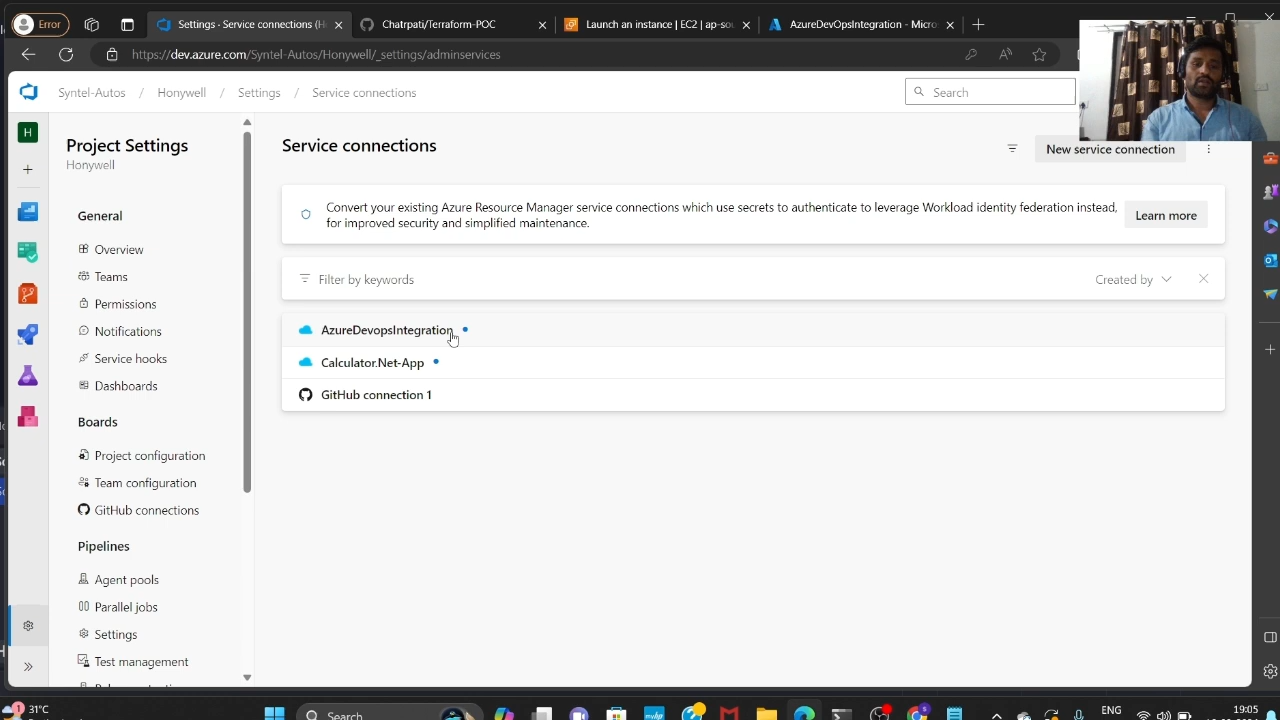 Error
Settings · Service connections (H
Chatrpati/Terrafrm-rf
Launch an instance | EC2 | ap-s
AzureDevOpsIntegration - Micro
https://dev.azure.com/Syntel-Autos/Honywell/_settings/adminservices
Syntel-Autos / Honywell / Settings / Service connections
Search
H
Project Settings
Honywell
General
Overview
Teams
Permissions
Notifications
Service hooks
Dashboards
Boards
Project configuration
Team configuration
GitHub connections
Pipelines
Agent pools
Parallel jobs
Settings
Test management
Service connections
New service connection
Convert your existing Azure Resource Manager service connections which use secrets to authenticate to leverage Workload identity federation instead,
for improved security and simplified maintenance.
Learn more
Filter by keywords
Created by
AzureDevopsIntegration
Calculator.Net-App
GitHub connection 1
1
31°C
Search
ENG
19:05